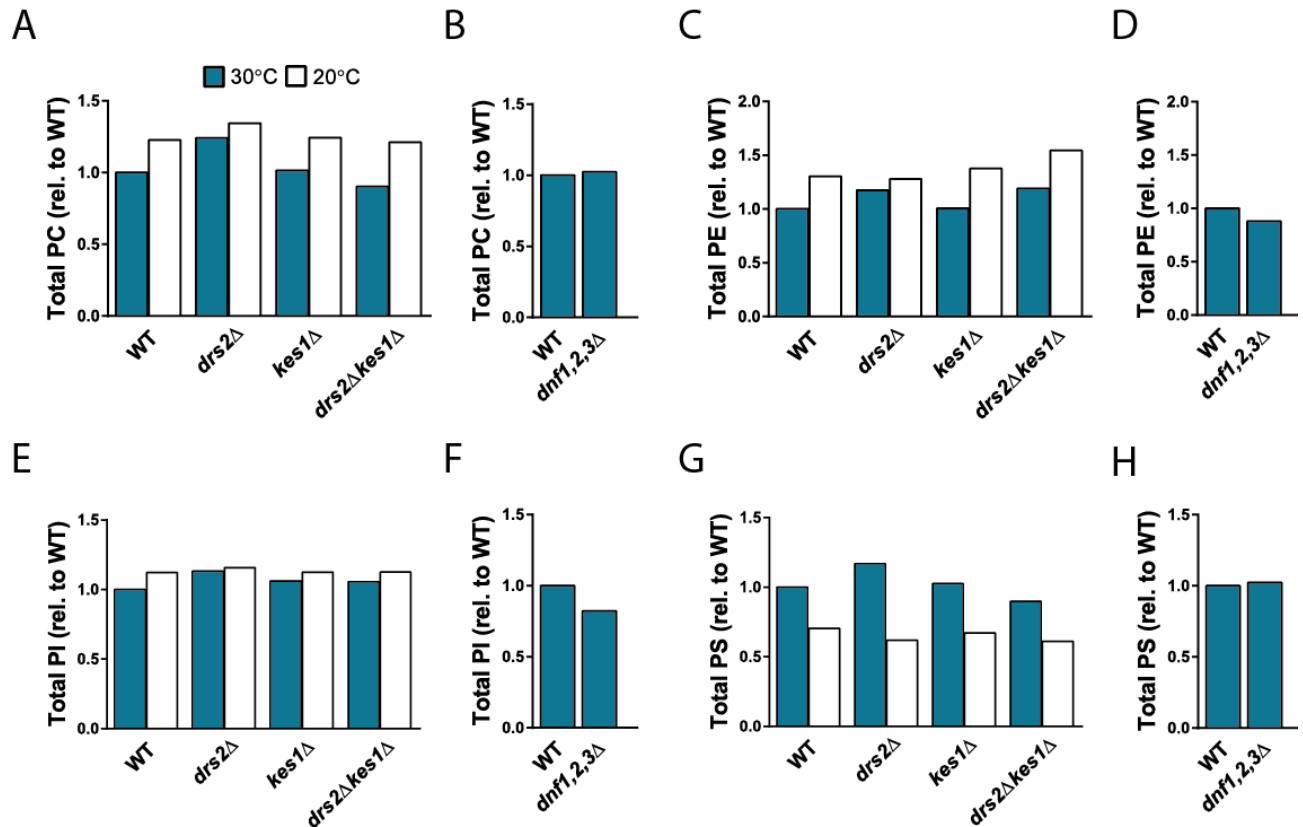 A
B
C
D
30°C 20°C
Total PC (rel. to WT)
1.5
1.0
0.5
0.0
WT
drs2Δ
kes1Δ
drs2Δkes1Δ
Total PC (rel. to WT)
1.5
1.0
0.5
0.0
WT
dnf1,2,3Δ
Total PE (rel. to WT)
2.0
1.5
1.0
0.5
0.0
WT
drs2Δ
kes1Δ
drs2Δkes1Δ
Total PE (rel. to WT)
2.0
1.5
1.0
0.5
0.0
WT
dnf1,2,3Δ
E
F
G
H
Total PI (rel. to WT)
1.5
1.0
0.5
0.0
WT
drs2Δ
kes1Δ
drs2Δkes1Δ
Total PI (rel. to WT)
1.5
1.0
0.5
0.0
WT
dnf1,2,3Δ
Total PS (rel. to WT)
1.5
1.0
0.5
0.0
WT
drs2Δ
kes1Δ
drs2Δkes1Δ
Total PS (rel. to WT)
1.5
1.0
0.5
0.0
WT
dnf1,2,3Δ